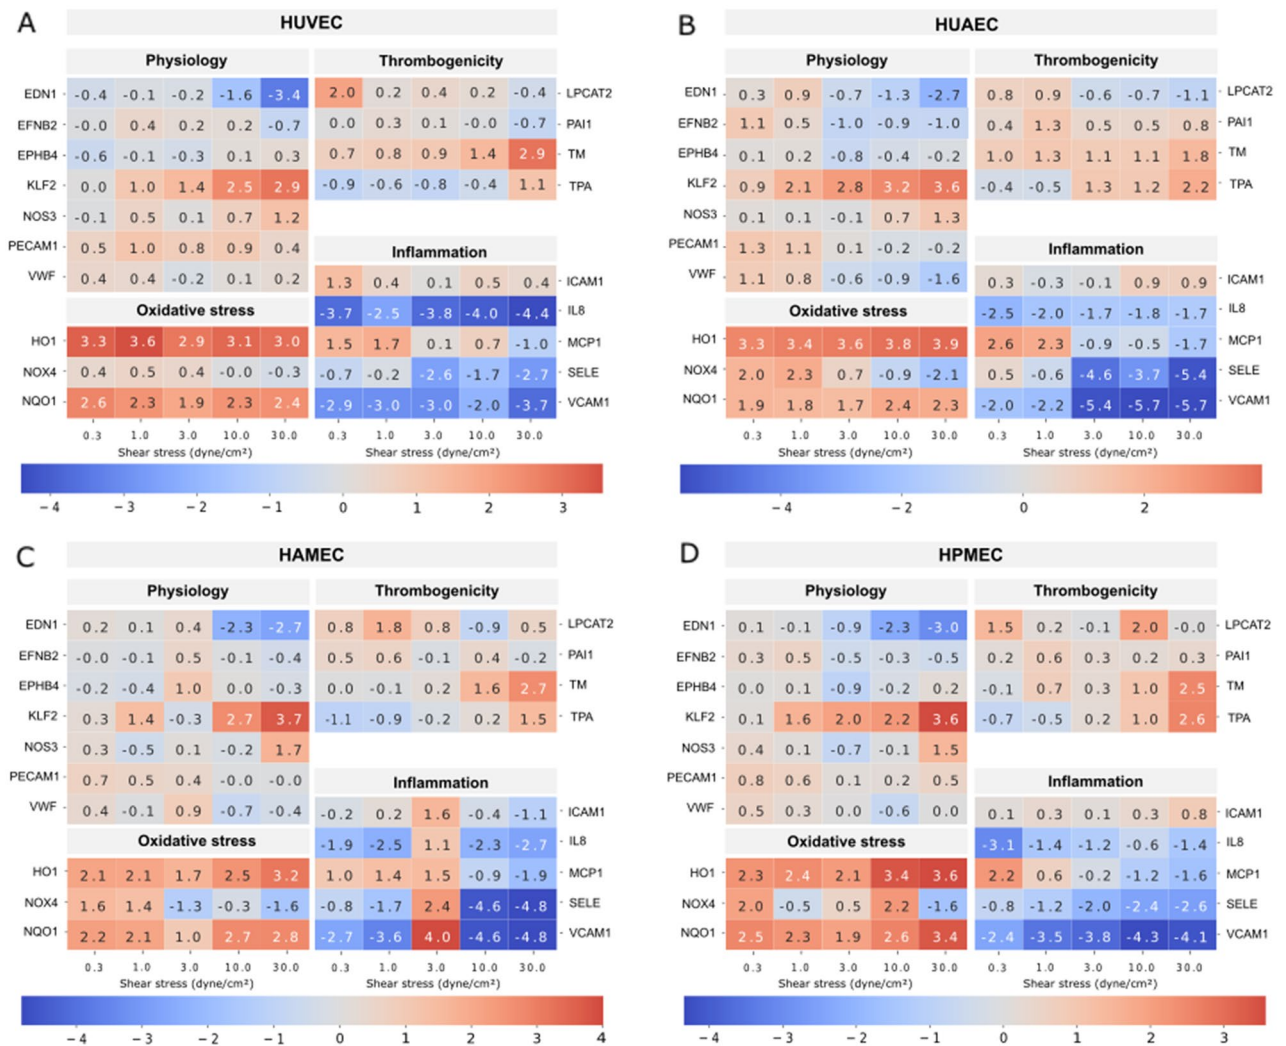 A
HUVEC
Physiology
Thrombogenicity
EDN1 -0.4 -0.1 -0.2 -1.6 -3.4 2.0 0.2 0.4 0.2 -0.4 LPCAT2
EFNB2 -0.0 0.4 0.2 0.2 -0.7 0.0 0.3 0.1 -0.0 -0.7 PAI1
EPHB4 -0.6 -0.1 -0.3 0.1 0.3 0.7 0.8 0.9 1.4 2.9 TM
KLF2 0.0 1.0 1.4 2.5 2.9 -0.9 -0.6 -0.8 -0.4 1.1 TPA
NOS3 -0.1 0.5 0.1 0.7 1.2
PECAM1 0.5 1.0 0.8 0.9 0.4
Inflammation
VWF 0.4 0.4 -0.2 0.1 0.2 1.3 0.4 0.1 0.5 0.4 ICAM1
Oxidative stress -3.7 -2.5 -3.8 -4.0 -4.4 IL8
HO1 3.3 3.6 2.9 3.1 3.0 1.5 1.7 0.1 0.7 -1.0 MCP1
NOX4 0.4 0.5 0.4 -0.0 -0.3 -0.7 -0.2 -2.6 -1.7 -2.7 SELE
NQO1 2.6 2.3 1.9 2.3 2.4 -2.9 -3.0 -3.0 -2.0 -3.7 VCAM1
0.3 1.0 3.0 10.0 30.0 0.3 1.0 3.0 10.0 30.0
Shear stress (dyne/cm²) Shear stress (dyne/cm²)
-4 -3 -2 -1 0 1 2 3
B
HUAEC
Physiology
Thrombogenicity
EDN1 0.3 0.9 -0.7 -1.3 -2.7 0.8 0.9 -0.6 -0.7 -1.1 LPCAT2
EFNB2 1.1 0.5 -1.0 -0.9 -1.0 0.4 1.3 0.5 0.5 0.8 PAI1
EPHB4 0.1 0.2 -0.8 -0.4 -0.2 1.0 1.3 1.1 1.1 1.8 TM
KLF2 0.9 2.1 2.8 3.2 3.6 -0.4 -0.5 1.3 1.2 2.2 TPA
NOS3 0.1 0.1 -0.1 0.7 1.3
PECAM1 1.3 1.1 0.1 -0.2 -0.2
Inflammation
VWF 1.1 0.8 -0.6 -0.9 -1.6 0.3 -0.3 -0.1 0.9 0.9 ICAM1
Oxidative stress -2.5 -2.0 -1.7 -1.8 -1.7 IL8
HO1 3.3 3.4 3.6 3.8 3.9 2.6 2.3 -0.9 -0.5 -1.7 MCP1
NOX4 2.0 2.3 0.7 -0.9 -2.1 0.5 -0.6 -4.6 -3.7 -5.4 SELE
NQO1 1.9 1.8 1.7 2.4 2.3 -2.0 -2.2 -5.4 -5.7 -5.7 VCAM1
0.3 1.0 3.0 10.0 30.0 0.3 1.0 3.0 10.0 30.0
Shear stress (dyne/cm²) Shear stress (dyne/cm²)
-4 -2 0 2
C
HAMEC
Physiology
Thrombogenicity
EDN1 0.2 0.1 0.4 -2.3 -2.7 0.8 1.8 0.8 -0.9 0.5 LPCAT2
EFNB2 -0.0 -0.1 0.5 -0.1 -0.4 0.5 0.6 -0.1 0.4 -0.2 PAI1
EPHB4 -0.2 -0.4 1.0 0.0 -0.3 0.0 -0.1 0.2 1.6 2.7 TM
KLF2 0.3 1.4 -0.3 2.7 3.7 -1.1 -0.9 -0.2 0.2 1.5 TPA
NOS3 0.3 -0.5 0.1 -0.2 1.7
PECAM1 0.7 0.5 0.4 -0.0 -0.0
Inflammation
VWF 0.4 -0.1 0.9 -0.7 -0.4 -0.2 0.2 1.6 -0.4 -1.1 ICAM1
Oxidative stress -1.9 -2.5 1.1 -2.3 -2.7 IL8
HO1 2.1 2.1 1.7 2.5 3.2 1.0 1.4 1.5 -0.9 -1.9 MCP1
NOX4 1.6 1.4 -1.3 -0.3 -1.6 -0.8 -1.7 2.4 -4.6 -4.8 SELE
NQO1 2.2 2.1 1.0 2.7 2.8 -2.7 -3.6 4.0 -4.6 -4.8 VCAM1
0.3 1.0 3.0 10.0 30.0 0.3 1.0 3.0 10.0 30.0
Shear stress (dyne/cm²) Shear stress (dyne/cm²)
-4 -3 -2 -1 0 1 2 3 4
D
HPMEC
Physiology
Thrombogenicity
EDN1 0.1 -0.1 -0.9 -2.3 -3.0 1.5 0.2 -0.1 2.0 -0.0 LPCAT2
EFNB2 0.3 0.5 -0.5 -0.3 -0.5 0.2 0.6 0.3 0.2 0.3 PAI1
EPHB4 0.0 0.1 -0.9 -0.2 0.2 -0.1 0.7 0.3 1.0 2.5 TM
KLF2 0.1 1.6 2.0 2.2 3.6 -0.7 -0.5 0.2 1.0 2.6 TPA
NOS3 0.4 0.1 -0.7 -0.1 1.5
PECAM1 0.8 0.6 0.1 0.2 0.5
Inflammation
VWF 0.5 0.3 0.0 -0.6 0.0 0.1 0.3 0.1 0.3 0.8 ICAM1
Oxidative stress -3.1 -1.4 -1.2 -0.6 -1.4 IL8
HO1 2.3 2.4 2.1 3.4 3.6 2.2 0.6 -0.2 -1.2 -1.6 MCP1
NOX4 2.0 -0.5 0.5 2.2 -1.6 -0.8 -1.2 -2.0 -2.4 -2.6 SELE
NQO1 2.5 2.3 1.9 2.6 3.4 -2.4 -3.5 -3.8 -4.3 -4.1 VCAM1
0.3 1.0 3.0 10.0 30.0 0.3 1.0 3.0 10.0 30.0
Shear stress (dyne/cm²) Shear stress (dyne/cm²)
-4 -3 -2 -1 0 1 2 3